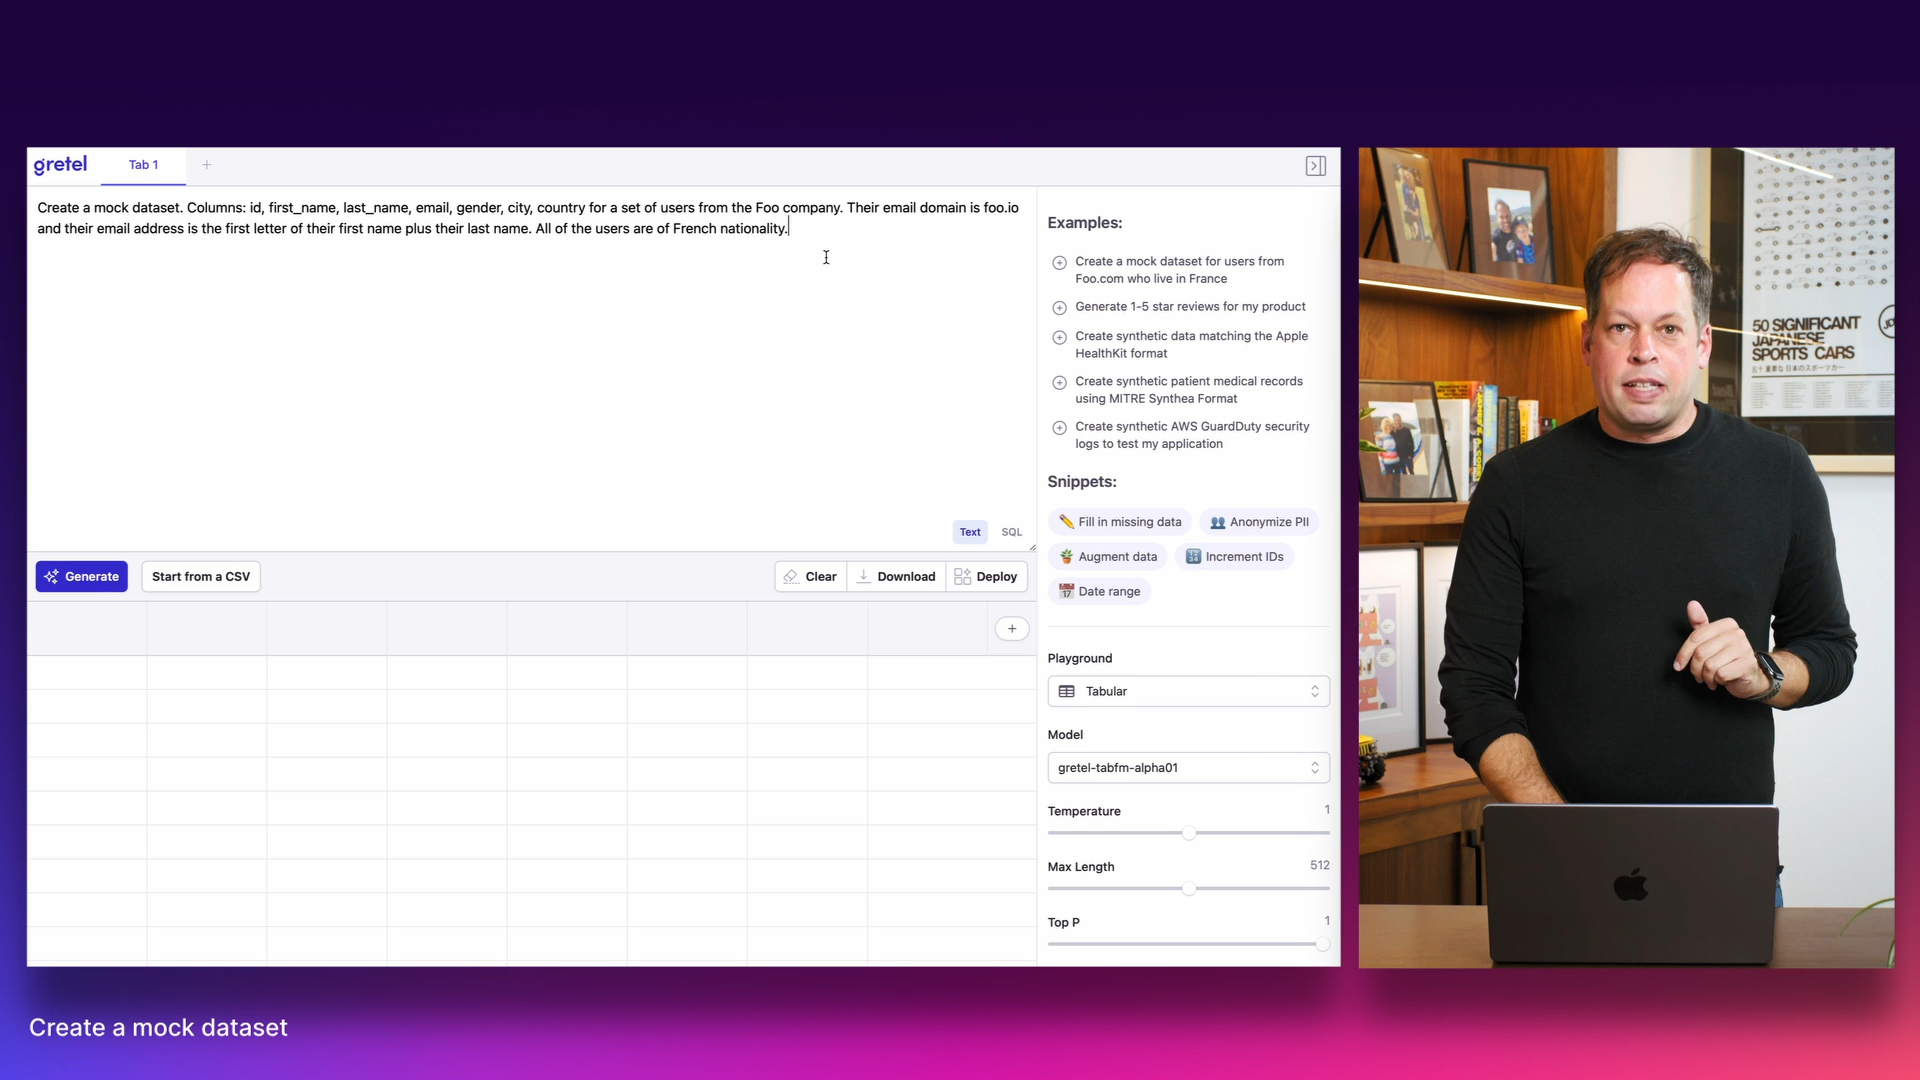 gretel
Tab 1
Create a mock dataset. Columns: id, first_name, last_name, email, gender, city, country for a set of users from the Foo company. Their email domain is foo.io
and their email address is the first letter of their first name plus their last name. All of the users are of French nationality.
Text
SQL
Generate
Start from a CSV
Clear
Download
Deploy
Examples:
Create a mock dataset for users from
Foo.com who live in France
Generate 1-5 star reviews for my product
Create synthetic data matching the Apple
HealthKit format
Create synthetic patient medical records
using MITRE Synthea Format
Create synthetic AWS GuardDuty security
logs to test my application
Snippets:
Fill in missing data
Anonymize PII
Augment data
Increment IDs
Date range
Playground
Tabular
Model
gretel-tabfm-alpha01
Temperature
1
Max Length
512
Top P
1
50 SIGNIFICANT
JAPANESE
SPORTS CARS
Create a mock dataset